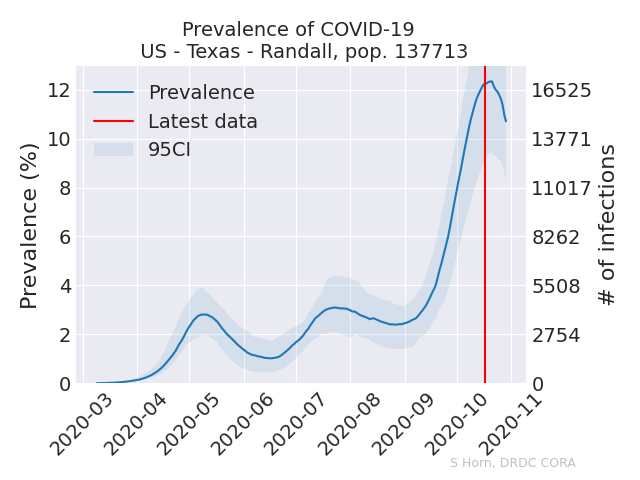 Prevalence of COVID-19
US - Texas - Randall, pop. 137713
Prevalence
Latest data
95CI
Prevalence (%)
12
10
8
6
4
2
0
16525
13771
11017
8262
5508
2754
0
# of infections
2020-03
2020-04
2020-05
2020-06
2020-07
2020-08
2020-09
2020-10
2020-11
S Horn, DRDC CORA